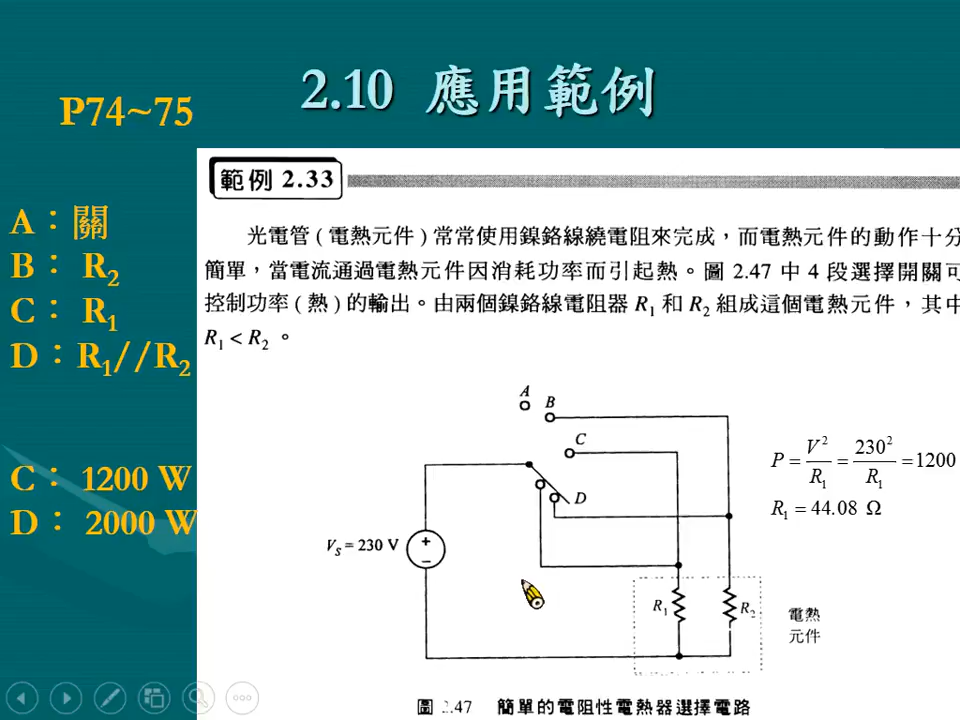 2.10 應用範例
P74~75
A：關
B： R2
C： R1
D：R1//R2
C： 1200 W
D： 2000 W
範例 2.33
光電管 ( 電熱元件 ) 常常使用鎳鉻線繞電阻來完成，而電熱元件的動作十分
簡單，當電流通過電熱元件因消耗功率而引起熱。圖 2.47 中 4 段選擇開關可
控制功率 ( 熱 ) 的輸出。由兩個鎳鉻線電阻器 R1 和 R2 組成這個電熱元件，其中
R1 < R2 。
A
B
C
D
VS = 230 V
+
−
R1
R2
電熱
元件
P = V²/R1 = 230²/R1 = 1200
R1 = 44.08 Ω
圖 2.47 簡單的電阻性電熱器選擇電路